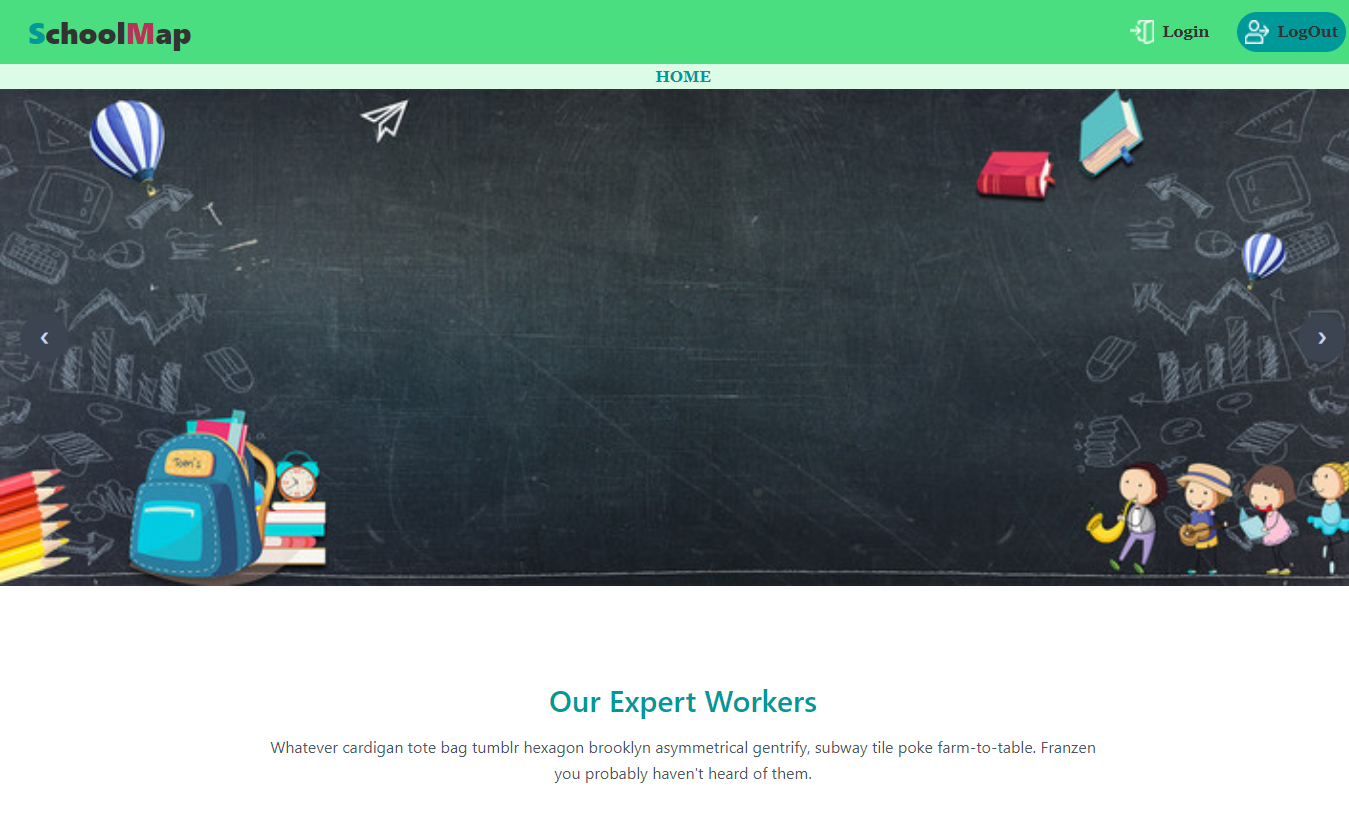 SchoolMap
Login
LogOut
HOME
‹
›
Tom's
Our Expert Workers
Whatever cardigan tote bag tumblr hexagon brooklyn asymmetrical gentrify, subway tile poke farm-to-table. Franzen
you probably haven't heard of them.